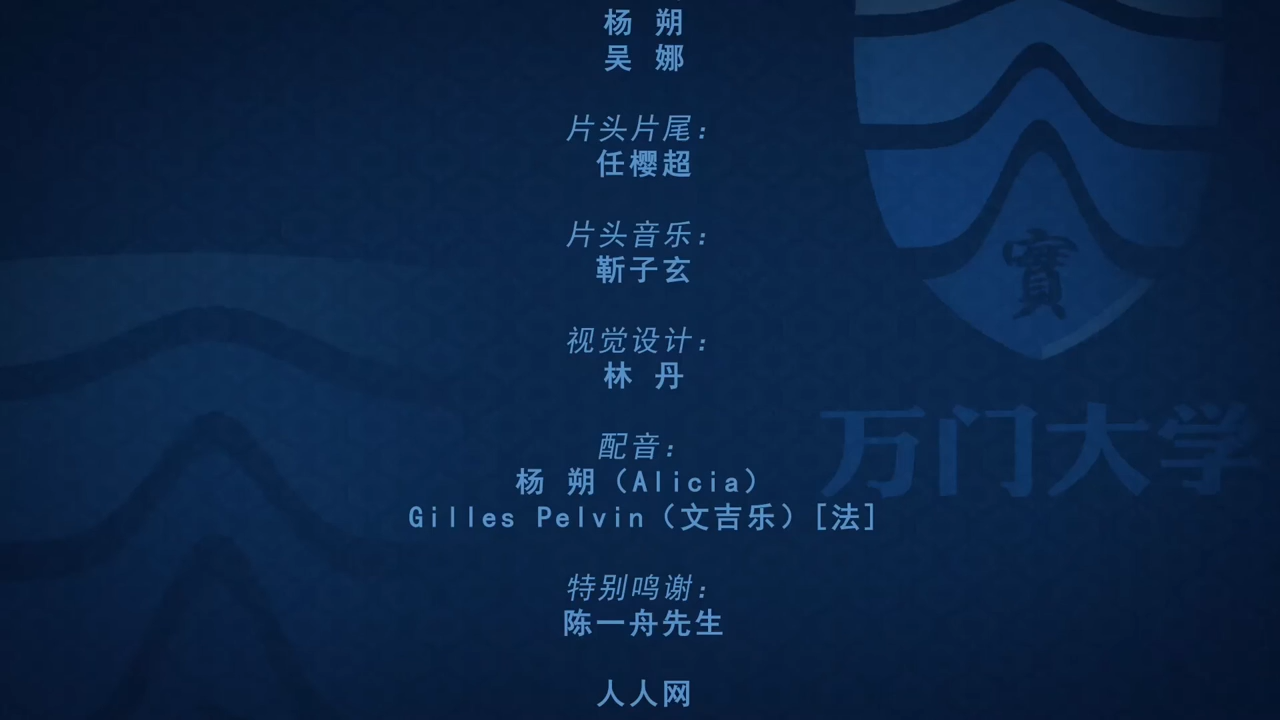 杨 朔
吴 娜
片头片尾：
任樱超
片头音乐：
靳子玄
视觉设计：
林 丹
配音：
杨 朔（Alicia）
Gilles Pelvin（文吉乐）[法]
特别鸣谢：
陈一舟先生
人人网
實
万门大学